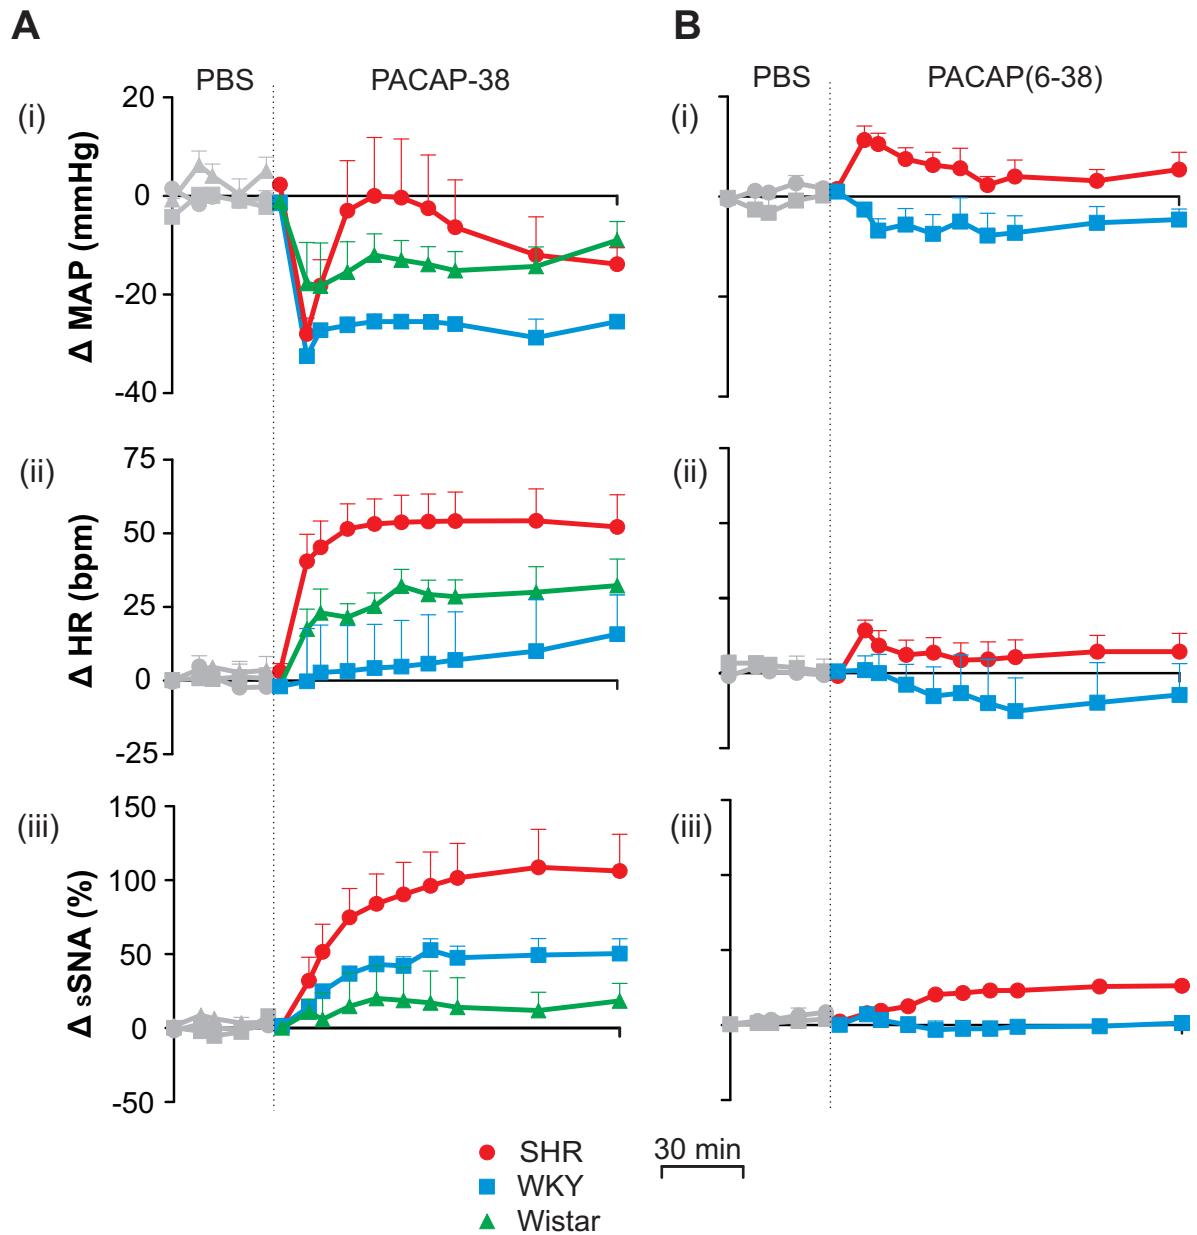 A
B
PBS
PACAP-38
PBS
PACAP(6-38)
(i)
Δ MAP (mmHg)
20
0
-20
-40
(i)
(ii)
Δ HR (bpm)
75
50
25
0
-25
(ii)
(iii)
Δ sSNA (%)
150
100
50
0
-50
(iii)
SHR
WKY
Wistar
30 min